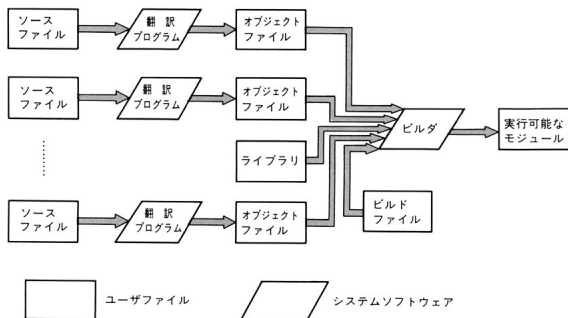 ソース
ファイル
翻訳
プログラム
オブジェクト
ファイル
ソース
ファイル
翻訳
プログラム
オブジェクト
ファイル
ライブラリ
ビルダ
実行可能な
モジュール
ソース
ファイル
翻訳
プログラム
オブジェクト
ファイル
ビルド
ファイル
ユーザファイル
システムソフトウェア